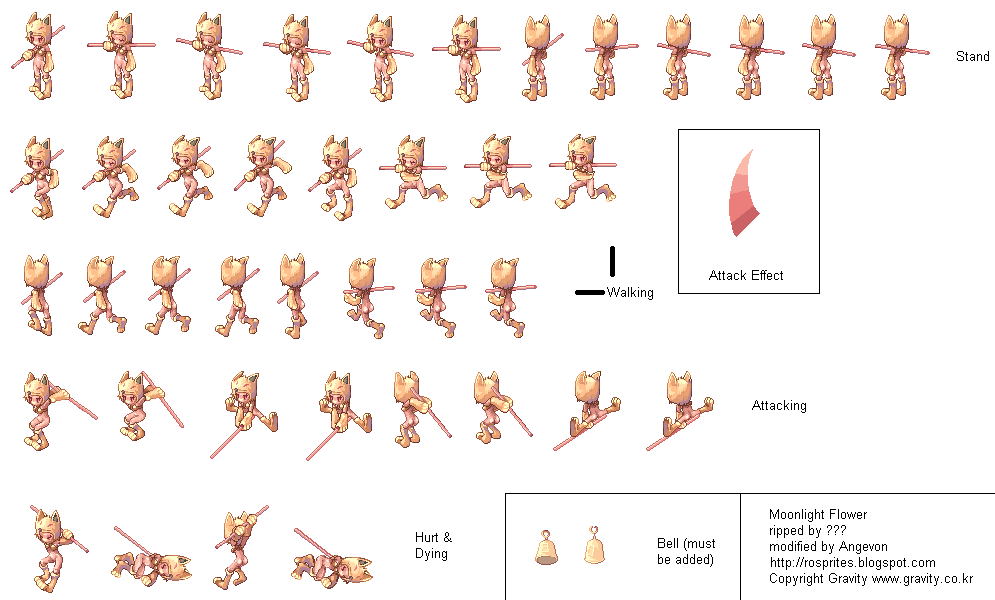 Stand
Attack Effect
Walking
Attacking
Hurt &
Dying
Bell (must
be added)
Moonlight Flower
ripped by ???
modified by Angevon
http://rosprites.blogspot.com
Copyright Gravity www.gravity.co.kr